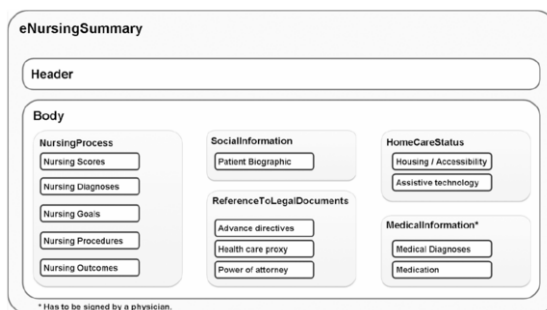 eNursingSummary
Header
Body
NursingProcess
Nursing Scores
Nursing Diagnoses
Nursing Goals
Nursing Procedures
Nursing Outcomes
SocialInformation
Patient Biographic
ReferenceToLegalDocuments
Advance directives
Health care proxy
Power of attorney
HomeCareStatus
Housing / Accessibility
Assistive technology
MedicalInformation*
Medical Diagnoses
Medication
* Has to be signed by a physician.